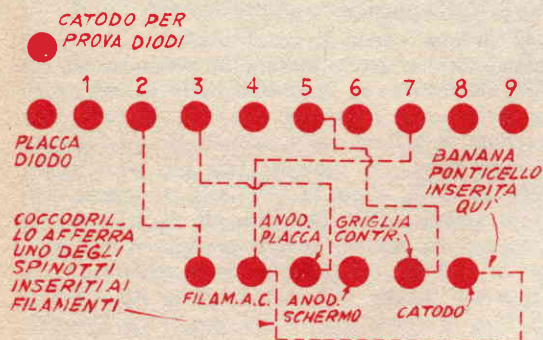 CATODO PER
PROVA DIODI
1 2 3 4 5 6 7 8 9
PLACCA
DIODO
BANANA
PONTICELLO
INSERITA
QUI
COCCODRIL-
LO AFFERRA
UNO DEGLI
SPINOTTI
INSERITI AI
FILAMENTI
FILAM. A.C.
ANOD.
PLACCA
ANOD.
SCHERMO
GRIGLIA
CONTR.
CATODO